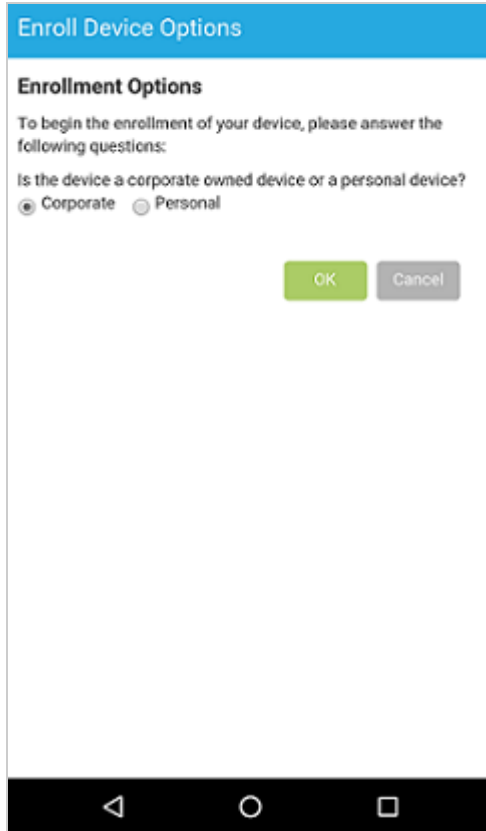 Enroll Device Options
Enrollment Options
To begin the enrollment of your device, please answer the
following questions:
Is the device a corporate owned device or a personal device?
Corporate Personal
OK Cancel